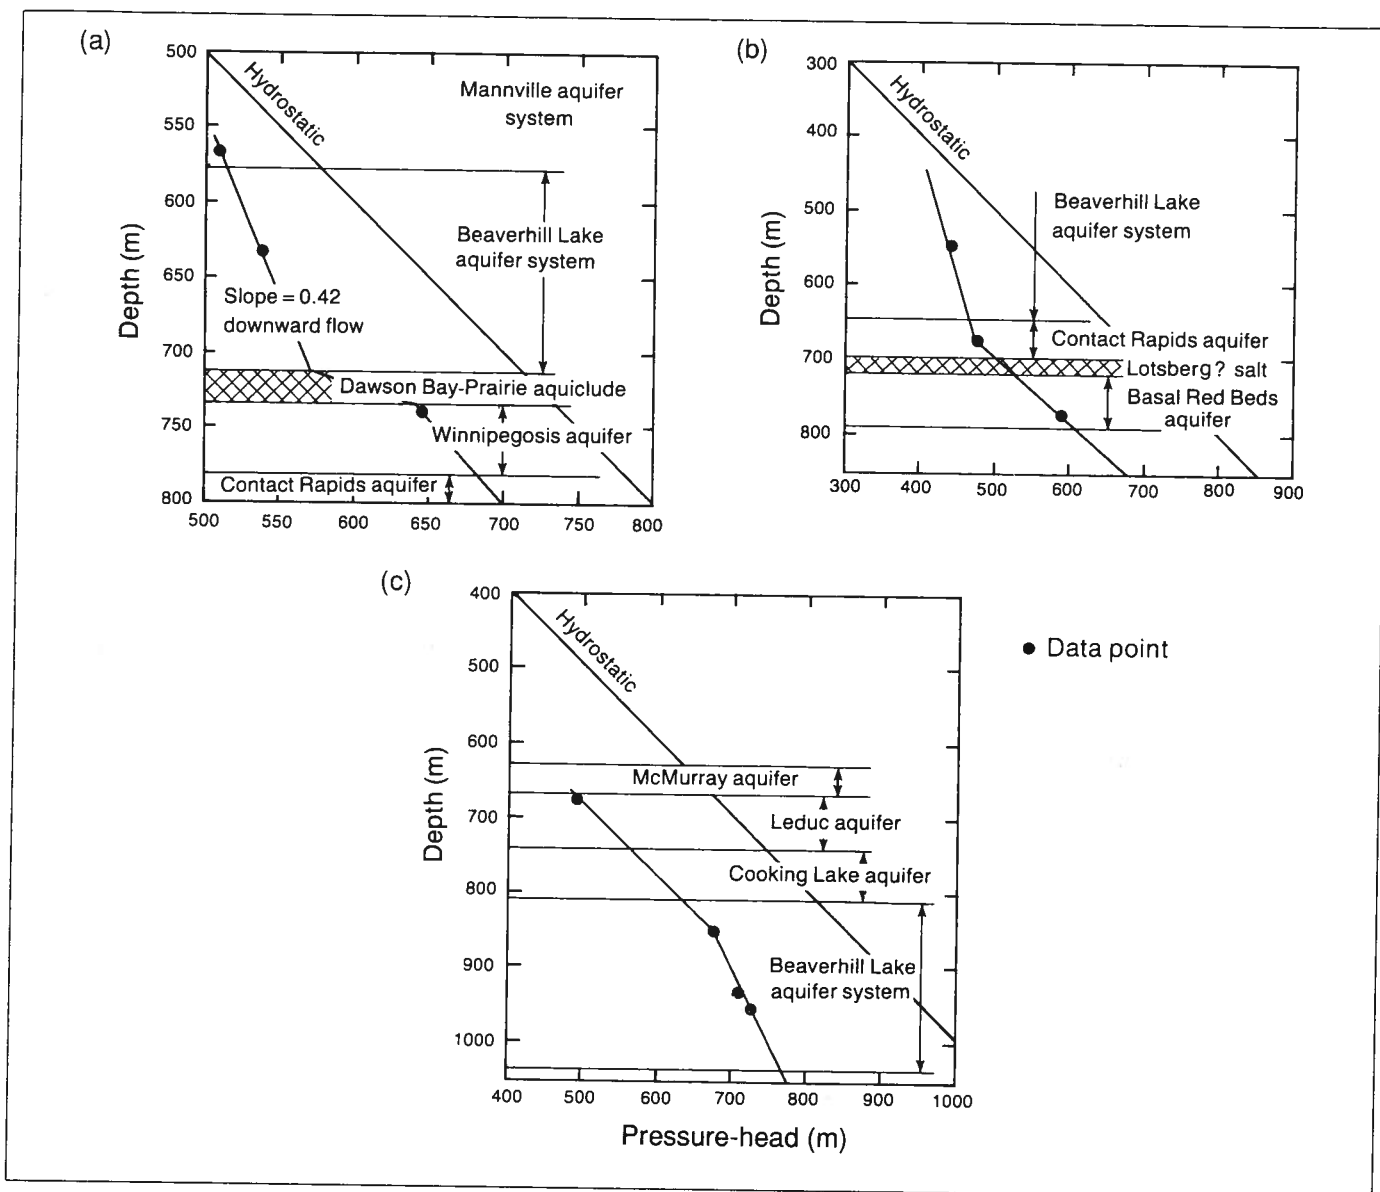 (a)
500
550
600
650
700
750
800
Depth (m)
Hydrostatic
Mannville aquifer
system
Beaverhill Lake
aquifer system
Slope = 0.42
downward flow
Dawson Bay-Prairie aquiclude
Winnipegosis aquifer
Contact Rapids aquifer
500 550 600 650 700 750 800
(b)
300
400
500
600
700
800
Depth (m)
Hydrostatic
Beaverhill Lake
aquifer system
Contact Rapids aquifer
Lotsberg? salt
Basal Red Beds
aquifer
300 400 500 600 700 800 900
(c)
400
500
600
700
800
900
1000
Depth (m)
Hydrostatic
McMurray aquifer
Leduc aquifer
Cooking Lake aquifer
Beaverhill Lake
aquifer system
400 500 600 700 800 900 1000
Pressure-head (m)
Data point